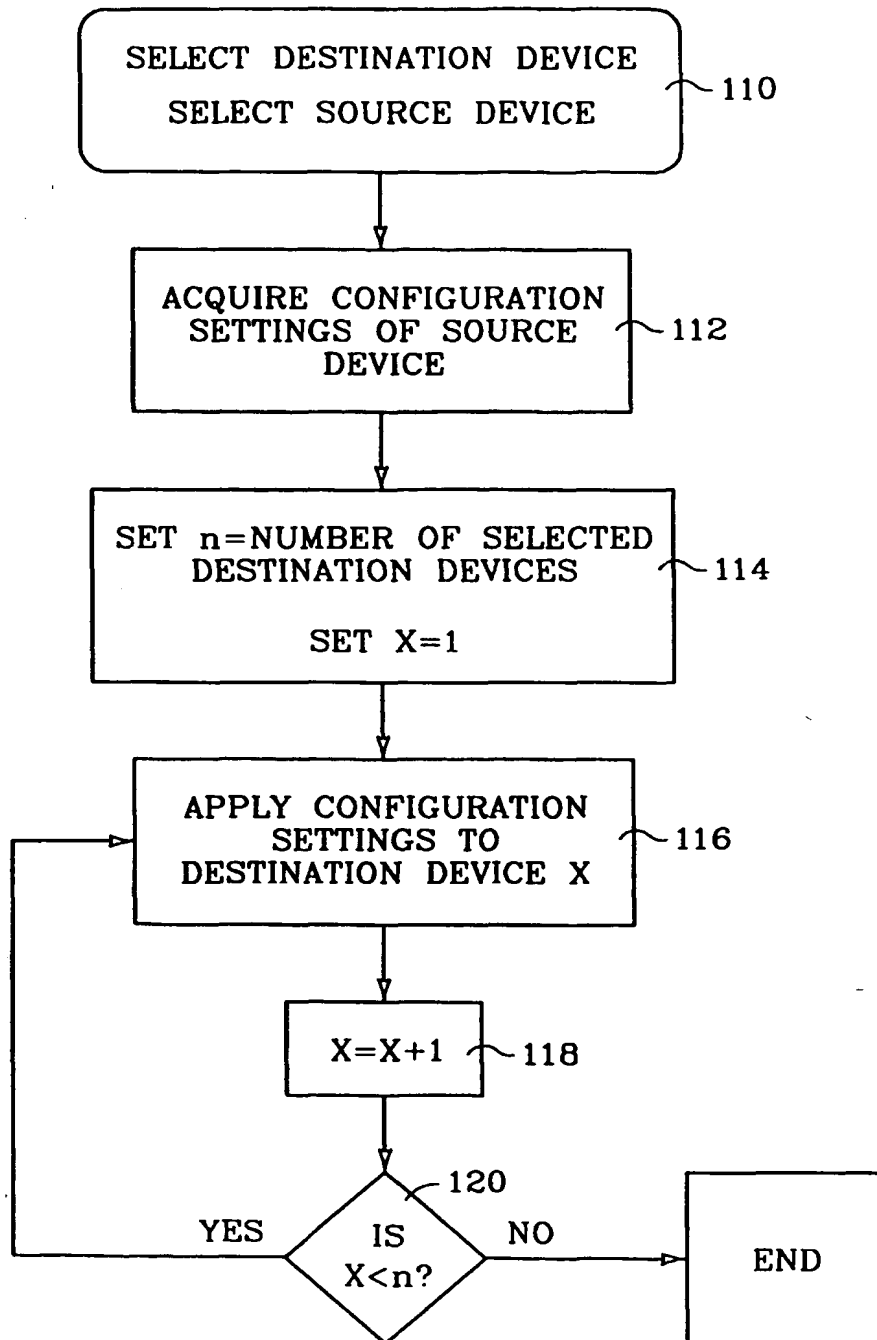 SELECT DESTINATION DEVICE
SELECT SOURCE DEVICE
110
ACQUIRE CONFIGURATION
SETTINGS OF SOURCE
DEVICE
112
SET n=NUMBER OF SELECTED
DESTINATION DEVICES
SET X=1
114
APPLY CONFIGURATION
SETTINGS TO
DESTINATION DEVICE X
116
X=X+1
118
120
YES
IS
X<n?
NO
END